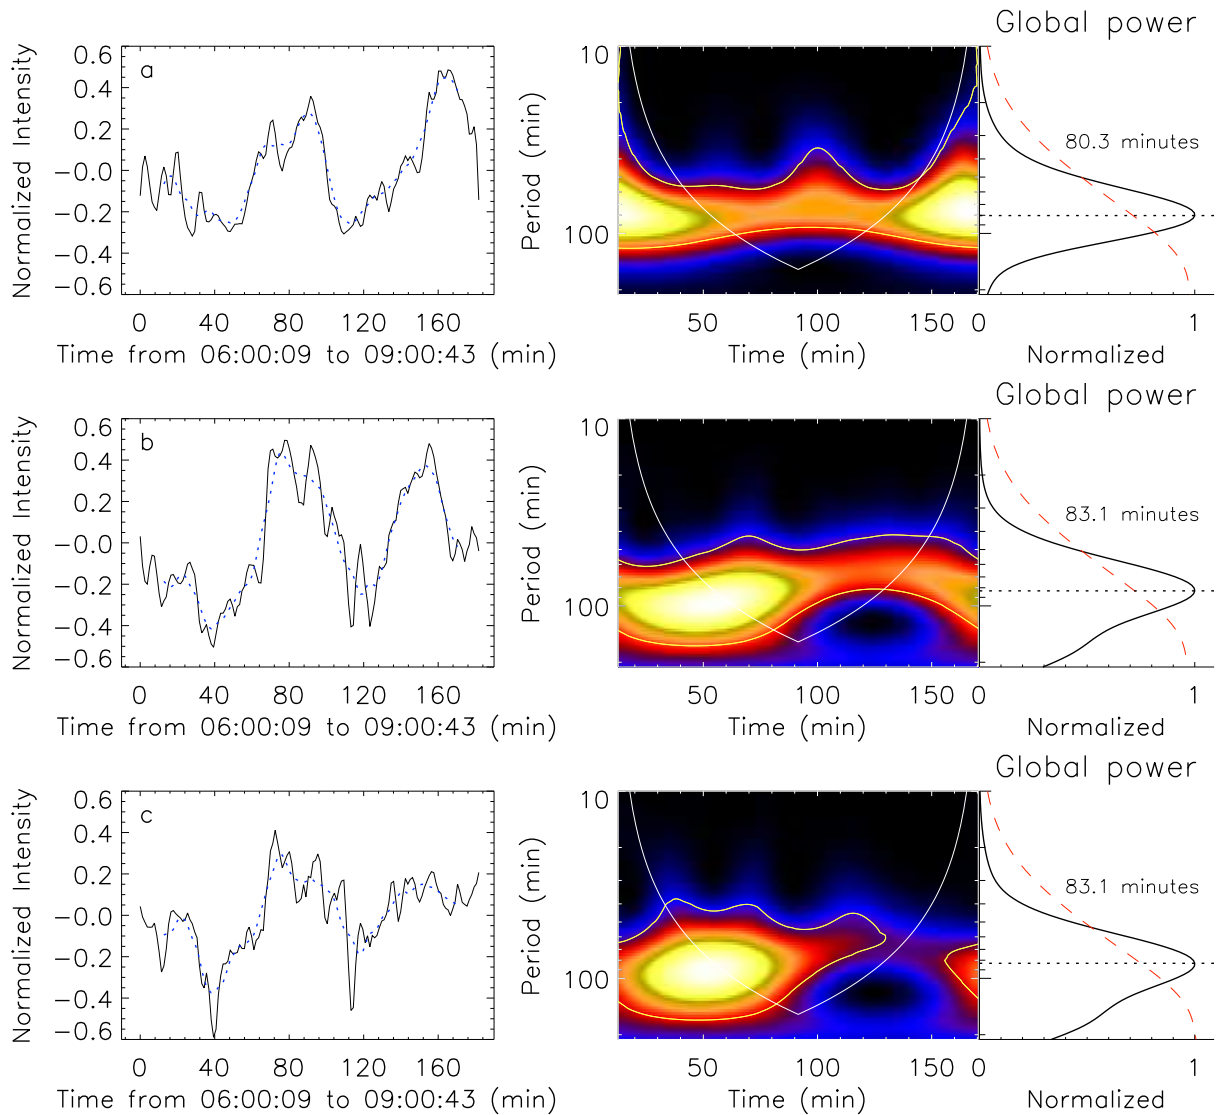 Global power
Normalized Intensity
0.6
0.4
0.2
-0.0
-0.2
-0.4
-0.6
a
0 40 80 120 160
Time from 06:00:09 to 09:00:43 (min)
Period (min)
10
100
50 100 150
Time (min)
80.3 minutes
0 1
Normalized
Global power
Normalized Intensity
0.6
0.4
0.2
-0.0
-0.2
-0.4
-0.6
b
0 40 80 120 160
Time from 06:00:09 to 09:00:43 (min)
Period (min)
10
100
50 100 150
Time (min)
83.1 minutes
0 1
Normalized
Global power
Normalized Intensity
0.6
0.4
0.2
-0.0
-0.2
-0.4
-0.6
c
0 40 80 120 160
Time from 06:00:09 to 09:00:43 (min)
Period (min)
10
100
50 100 150
Time (min)
83.1 minutes
0 1
Normalized